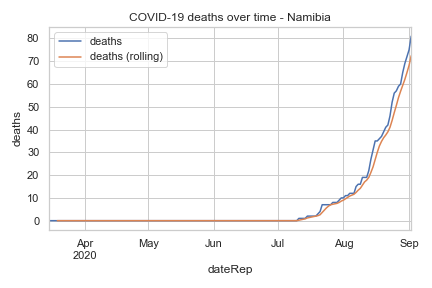 COVID-19 deaths over time - Namibia
deaths
deaths (rolling)
deaths
80
70
60
50
40
30
20
10
0
Apr
2020
May
Jun
Jul
Aug
Sep
dateRep